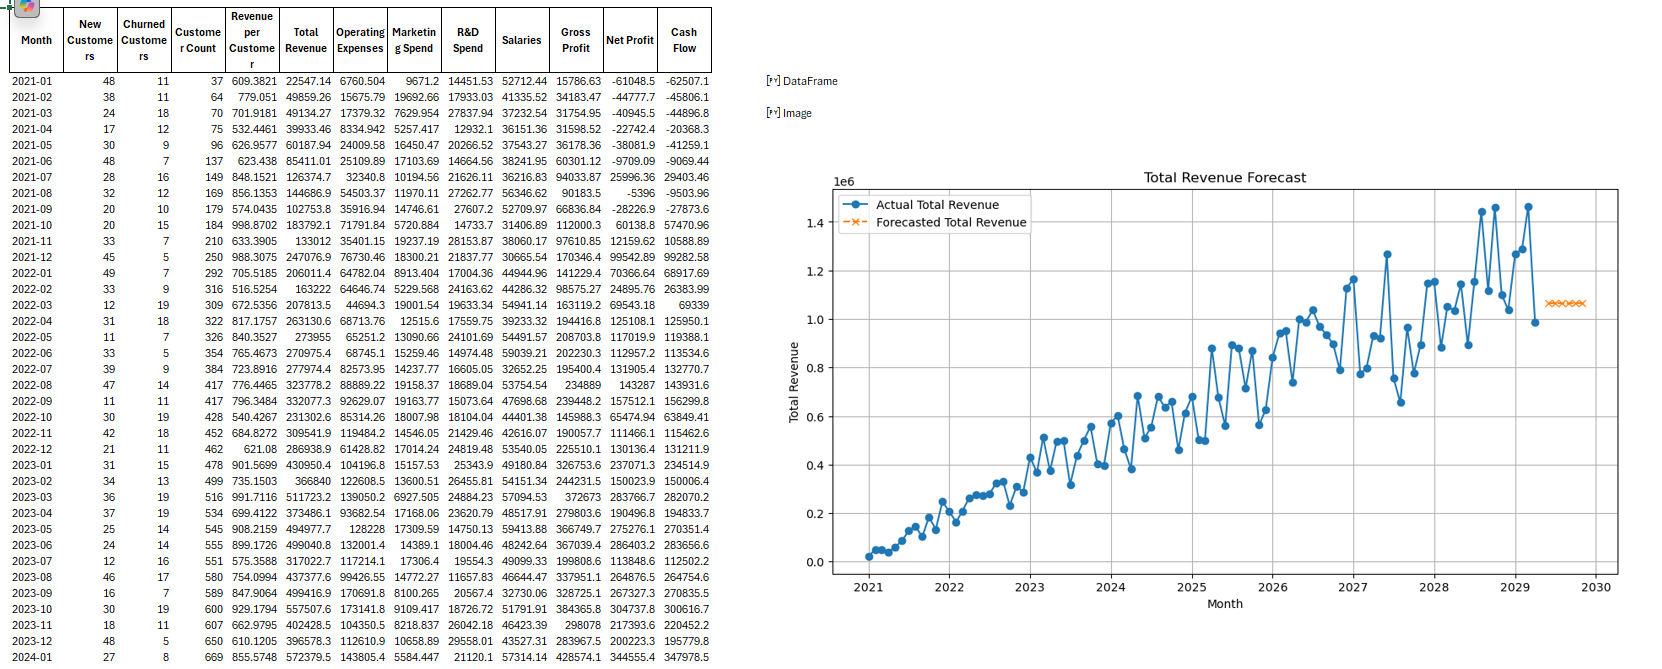 Month New Custome rs Churned Custome rs Custome r Count Revenue per Custome r Total Revenue Operating Expenses Marketin g Spend R&D Spend Salaries Gross Profit Net Profit Cash Flow
2021-01 48 11 37 609.3821 22547.14 6760.504 9671.2 14451.53 52712.44 15786.63 -61048.5 -62507.1
2021-02 38 11 64 779.051 49859.26 15675.79 19692.66 17933.03 41335.52 34183.47 -44777.7 -45806.1
2021-03 24 18 70 701.9181 49134.27 17379.32 7629.954 27837.94 37232.54 31754.95 -40945.5 -44896.8
2021-04 17 12 75 532.4461 39933.46 8334.942 5257.417 12932.1 36151.36 31598.52 -22742.4 -20368.3
2021-05 30 9 96 626.9577 60187.94 24009.58 16450.47 20266.52 37543.27 36178.36 -38081.9 -41259.1
2021-06 48 7 137 623.438 85411.01 25109.89 17103.69 14664.56 38241.95 60301.12 -9709.09 -9069.44
2021-07 28 16 149 848.1521 126374.7 32340.8 10194.56 21626.11 36216.83 94033.87 25996.36 29403.46
2021-08 32 12 169 856.1353 144686.9 54503.37 11970.11 27262.77 56346.62 90183.5 -5396 -9503.96
2021-09 20 10 179 574.0435 102753.8 35916.94 14746.61 27607.2 52709.97 66836.84 -28226.9 -27873.6
2021-10 20 15 184 998.8702 183792.1 71791.84 5720.884 14733.7 31406.89 112000.3 60138.8 57470.96
2021-11 33 7 210 633.3905 133012 35401.15 19237.19 28153.87 38060.17 97610.85 12159.62 10588.89
2021-12 45 5 250 988.3075 247076.9 76730.46 18300.21 21837.77 30665.54 170346.4 99542.89 99282.58
2022-01 49 7 292 705.5185 206011.4 64782.04 8913.404 17004.36 44944.96 141229.4 70366.64 68917.69
2022-02 33 9 316 516.5254 163222 64646.74 5229.568 24163.62 44286.32 98575.27 24895.76 26383.99
2022-03 12 19 309 672.5356 207813.5 44694.3 19001.54 19633.34 54941.14 163119.2 69543.18 69339
2022-04 31 18 322 817.1757 263130.6 68713.76 12515.6 17559.75 39233.32 194416.8 125108.1 125950.1
2022-05 11 7 326 840.3527 273955 65251.2 13090.66 24101.69 54491.57 208703.8 117019.9 119388.1
2022-06 33 5 354 765.4673 270975.4 68745.1 15259.46 14974.48 59039.21 202230.3 112957.2 113534.6
2022-07 39 9 384 723.8916 277974.4 82573.95 14237.77 16605.05 32652.25 195400.4 131905.4 132770.7
2022-08 47 14 417 776.4465 323778.2 88889.22 19158.37 18689.04 53754.54 234889 143287 143931.6
2022-09 11 11 417 796.3484 332077.3 92629.07 19163.77 15073.64 47698.68 239448.2 157512.1 156299.8
2022-10 30 19 428 540.4267 231302.6 85314.26 18007.98 18104.04 44401.38 145988.3 65474.94 63849.41
2022-11 42 18 452 684.8272 309541.9 119484.2 14546.05 21429.46 42616.07 190057.7 111466.1 115462.6
2022-12 21 11 462 621.08 286938.9 61428.82 17014.24 24819.48 53540.05 225510.1 130136.4 131211.9
2023-01 31 15 478 901.5699 430950.4 104196.8 15157.53 25343.9 49180.84 326753.6 237071.3 234514.9
2023-02 34 13 499 735.1503 366840 122608.5 13600.51 26455.81 54151.34 244231.5 150023.9 150006.4
2023-03 36 19 516 991.7116 511723.2 139050.2 6927.505 24884.23 57094.53 372673 283766.7 282070.2
2023-04 37 19 534 699.4122 373486.1 93682.54 17168.06 23620.79 48517.91 279803.6 190496.8 194833.7
2023-05 25 14 545 908.2159 494977.7 128228 17309.59 14750.13 59413.88 366749.7 275276.1 270351.4
2023-06 24 14 555 899.1726 499040.8 132001.4 14389.1 18004.46 48242.64 367039.4 286403.2 283656.6
2023-07 12 16 551 575.3588 317022.7 117214.1 17306.4 19554.3 49099.33 199808.6 113848.6 112502.2
2023-08 46 17 580 754.0994 437377.6 99426.55 14772.27 11657.83 46644.47 337951.1 264876.5 264754.6
2023-09 16 7 589 847.9064 499416.9 170691.8 8100.265 20567.4 32730.06 328725.1 267327.3 270835.5
2023-10 30 19 600 929.1794 557507.6 173141.8 9109.417 18726.72 51791.91 384365.8 304737.8 300616.7
2023-11 18 11 607 662.9795 402428.5 104350.5 8218.837 26042.18 46423.39 298078 217393.6 220452.2
2023-12 48 5 650 610.1205 396578.3 112610.9 10658.89 29558.01 43527.31 283967.5 200223.3 195779.8
2024-01 27 8 669 855.5748 572379.5 143805.4 5584.447 21120.1 57314.14 428574.1 344555.4 347978.5
[PY] DataFrame
[PY] Image
Total Revenue Forecast
1e6
Actual Total Revenue
Forecasted Total Revenue
Total Revenue
1.4
1.2
1.0
0.8
0.6
0.4
0.2
0.0
2021 2022 2023 2024 2025 2026 2027 2028 2029 2030
Month